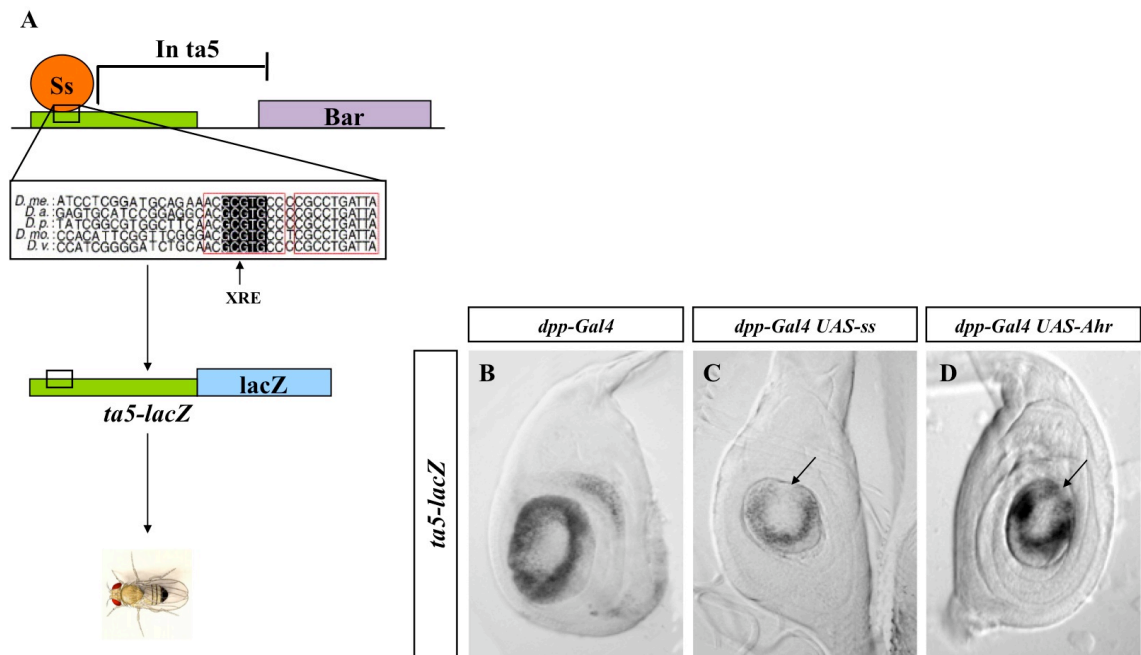 A
In ta5
Ss
Bar
D. me.: ATCCTCGGATGCAGAAACGCGTGCCCCGCCTGATTA
D. a.: GAGTGCATCCGGAGGCACGCGTGCCCCGCCTGATTA
D. p.: TATCGGCGTGGCTTCAACGCGTGCCCCGCCTGATTA
D. mo.: CCACATTCGGTTCGGGACGCGTGCCTCGCCTGATTA
D. v.: CCATCGGGGATCTGCAACGCGTGCCCCGCCTGATTA
XRE
lacZ
ta5-lacZ
dpp-Gal4
dpp-Gal4 UAS-ss
dpp-Gal4 UAS-Ahr
ta5-lacZ
B
C
D